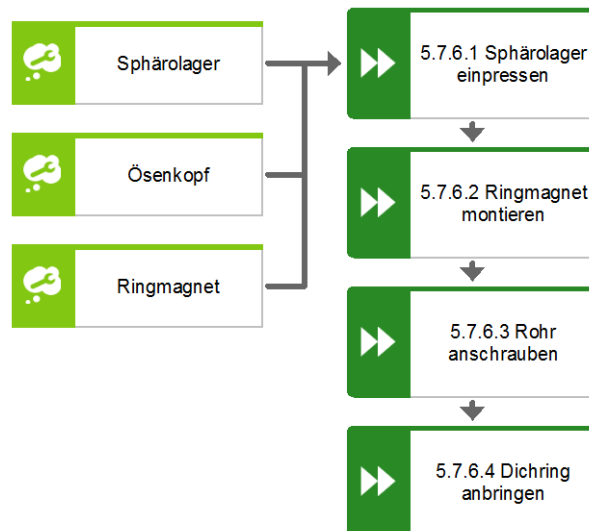 Sphärolager
Ösenkopf
Ringmagnet
5.7.6.1 Sphärolager
einpressen
5.7.6.2 Ringmagnet
montieren
5.7.6.3 Rohr
anschrauben
5.7.6.4 Dichring
anbringen